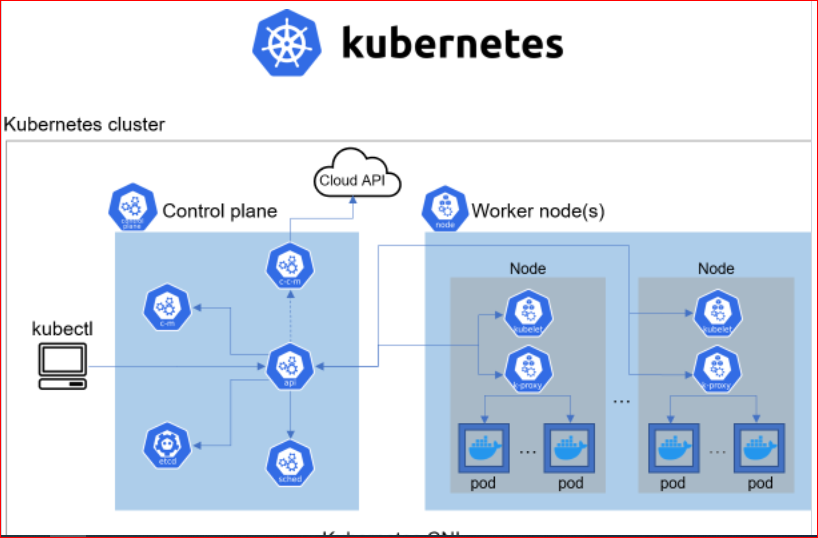 kubernetes
Kubernetes cluster
Cloud API
Control plane
Worker node(s)
control
plane
node
c-c-m
Node
Node
c-m
kubelet
kubelet
kubectl
api
k-proxy
k-proxy
...
etcd
sched
...
...
pod
pod
pod
pod